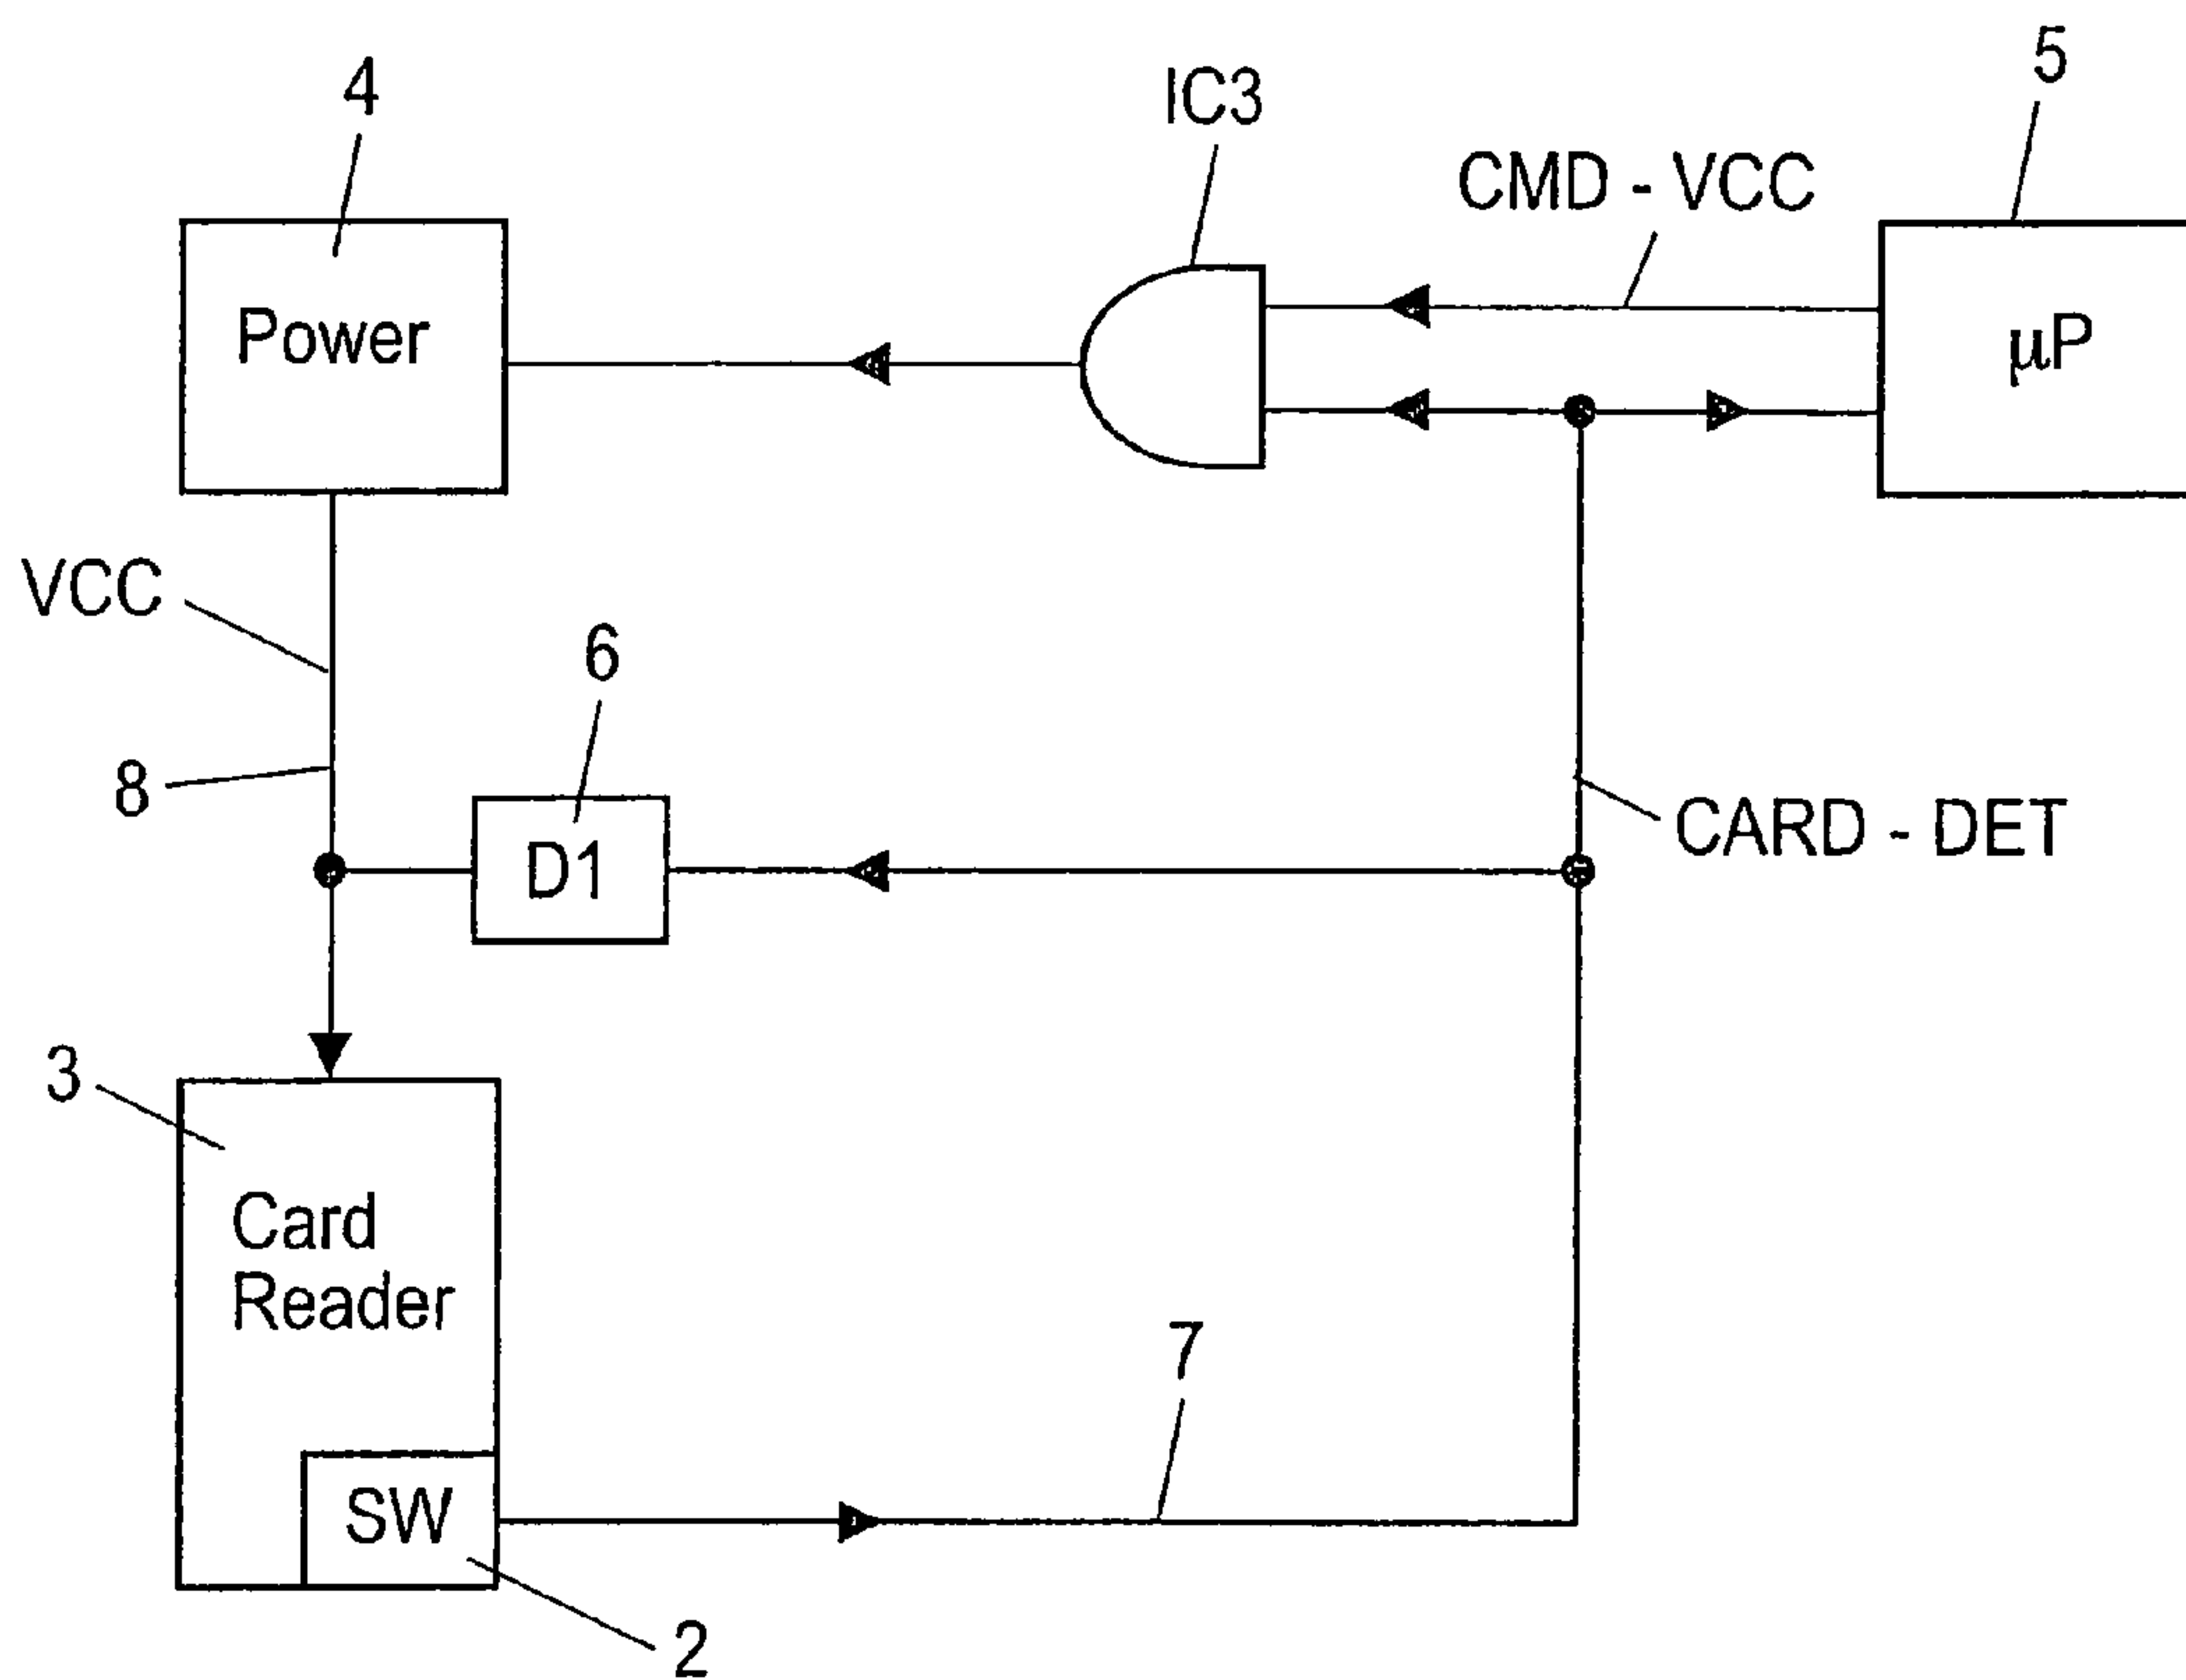 5
4
IC3
CMD - VCC
Power
µP
VCC
6
8
CARD - DET
D1
3
Card
Reader
7
SW
2